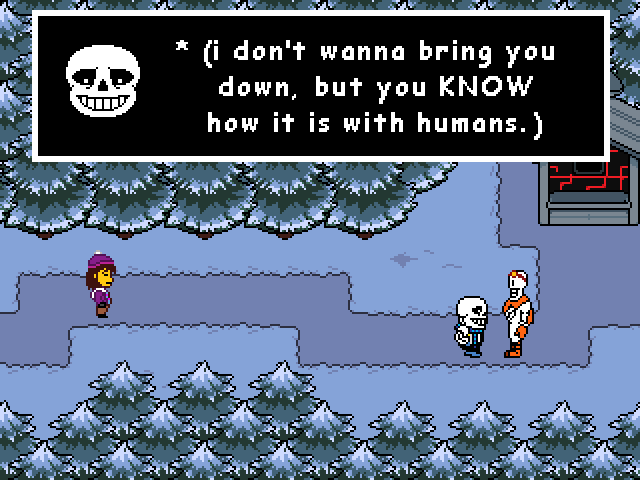 * (i don't wanna bring you
down, but you KNOW
how it is with humans.)